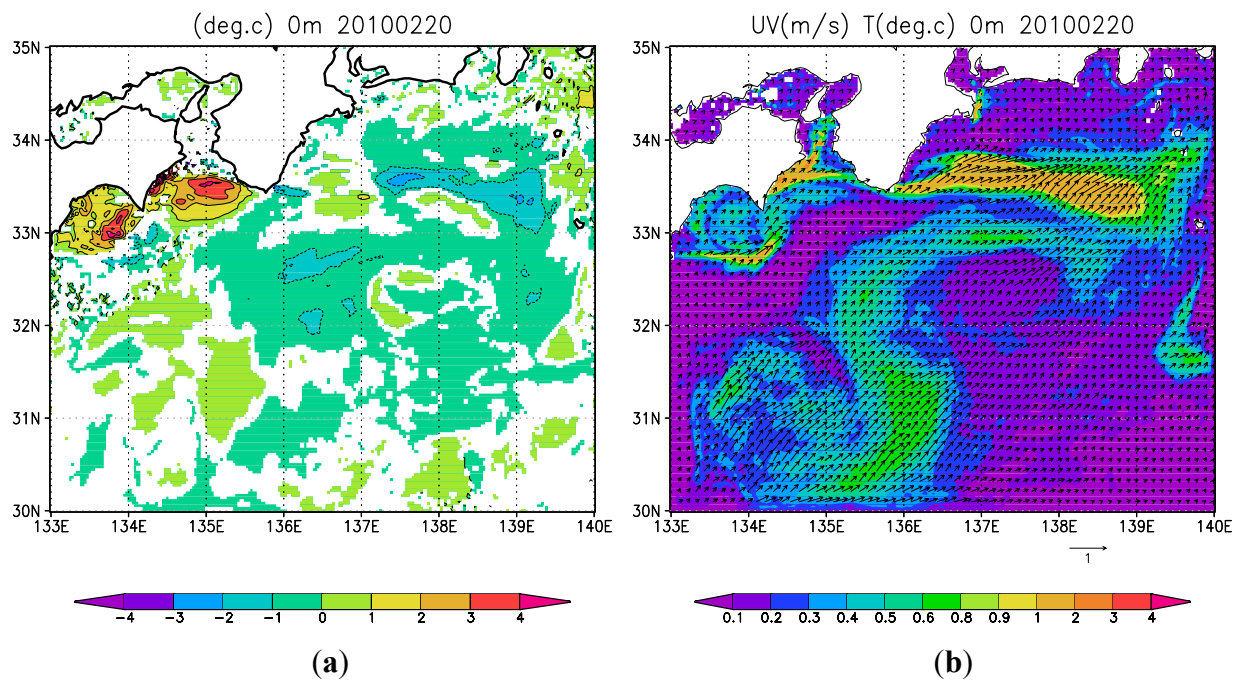 (deg.c) 0m 20100220
UV(m/s) T(deg.c) 0m 20100220
35N
34N
33N
32N
31N
30N
133E 134E 135E 136E 137E 138E 139E 140E
-4 -3 -2 -1 0 1 2 3 4
(a)
35N
34N
33N
32N
31N
30N
133E 134E 135E 136E 137E 138E 139E 140E
1
0.1 0.2 0.3 0.4 0.5 0.6 0.8 0.9 1 2 3 4
(b)